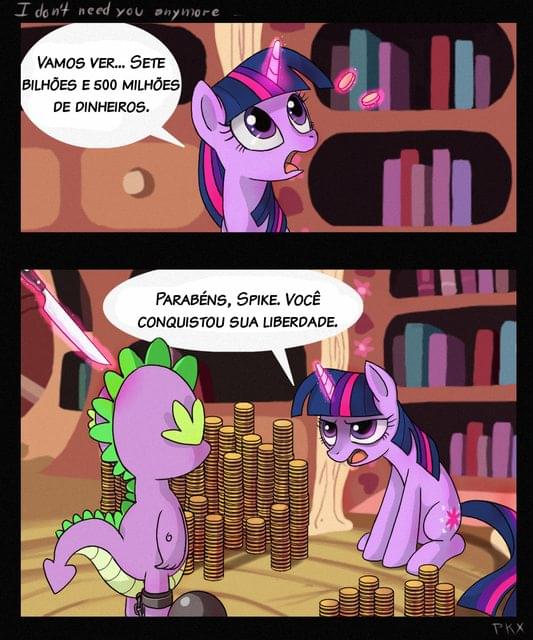 I don't need you anymore
VAMOS VER... SETE
BILHÕES E 500 MILHÕES
DE DINHEIROS.
PARABÉNS, SPIKE. VOCÊ
CONQUISTOU SUA LIBERDADE.
PKX